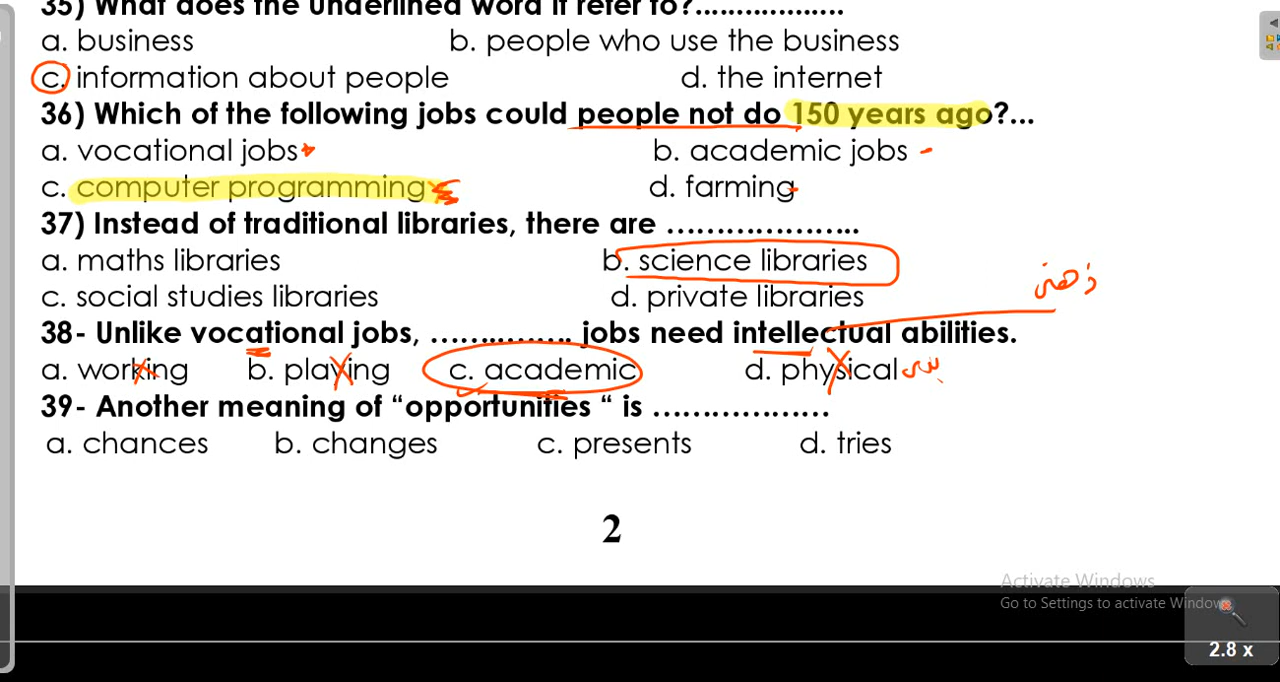 35) What does the underlined word it refer to?..................
a. business b. people who use the business
c. information about people d. the internet
36) Which of the following jobs could people not do 150 years ago?...
a. vocational jobs b. academic jobs
c. computer programming d. farming
37) Instead of traditional libraries, there are …………………..
a. maths libraries b. science libraries
c. social studies libraries d. private libraries
ذهنى
38- Unlike vocational jobs, ……………. jobs need intellectual abilities.
a. working b. playing c. academic d. physical
39- Another meaning of “opportunities “ is ………………
a. chances b. changes c. presents d. tries
2
Activate Windows
Go to Settings to activate Windows
2.8 x